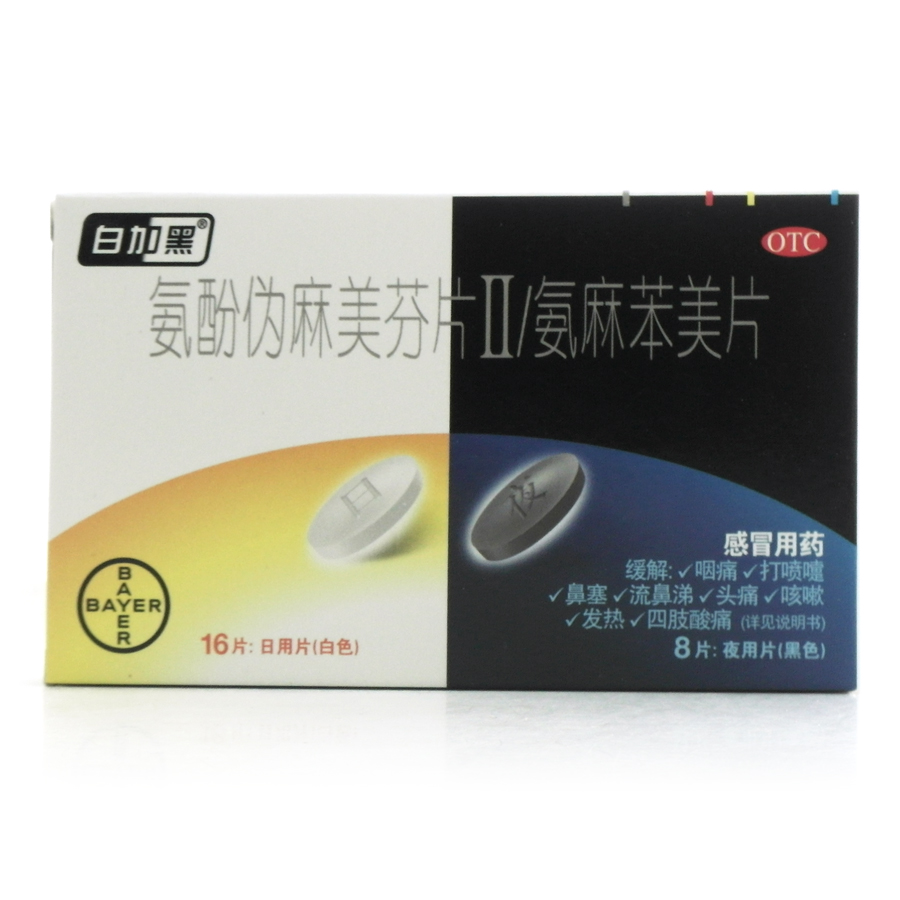 白加黑®
OTC
氨酚伪麻美芬片Ⅱ/氨麻苯美片
日
夜
感冒用药
缓解:✓咽痛✓打喷嚏
✓鼻塞✓流鼻涕✓头痛✓咳嗽
✓发热✓四肢酸痛(详见说明书)
BAYER
BAYER
16片:日用片(白色)
8片:夜用片(黑色)